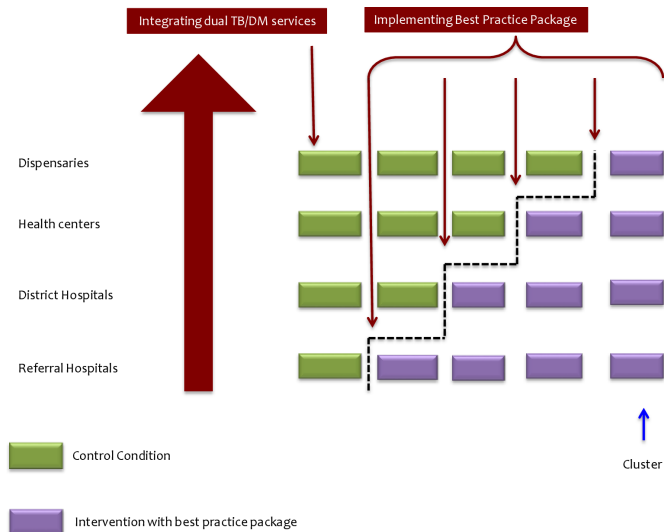 Integrating dual TB/DM services
Implementing Best Practice Package
Dispensaries
Health centers
District Hospitals
Referral Hospitals
Control Condition
Cluster
Intervention with best practice package